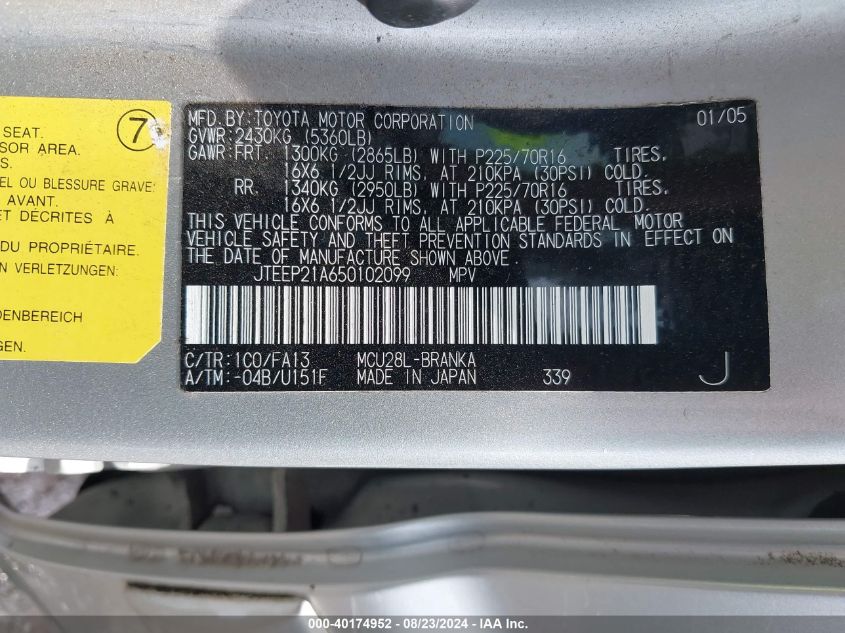 7
SEAT.
SOR AREA.
S.
EL OU BLESSURE GRAVE:
AVANT.
ET DÉCRITES À
DU PROPRIÉTAIRE.
EN VERLETZUNG:
DENBEREICH
GEN.
MFD. BY: TOYOTA MOTOR CORPORATION 01/05
GVWR: 2430KG (5360LB)
GAWR: FRT. 1300KG (2865LB) WITH P225/70R16 TIRES,
16X6 1/2JJ RIMS, AT 210KPA (30PSI) COLD.
RR. 1340KG (2950LB) WITH P225/70R16 TIRES,
16X6 1/2JJ RIMS, AT 210KPA (30PSI) COLD.
THIS VEHICLE CONFORMS TO ALL APPLICABLE FEDERAL MOTOR
VEHICLE SAFETY AND THEFT PREVENTION STANDARDS IN EFFECT ON
THE DATE OF MANUFACTURE SHOWN ABOVE.
JTEEP21A650102099 MPV
C/TR: 1C0/FA13 MCU28L-BRANKA
A/TM: -04B/U151F MADE IN JAPAN 339 J
000-40174952 - 08/23/2024 - IAA, Inc.